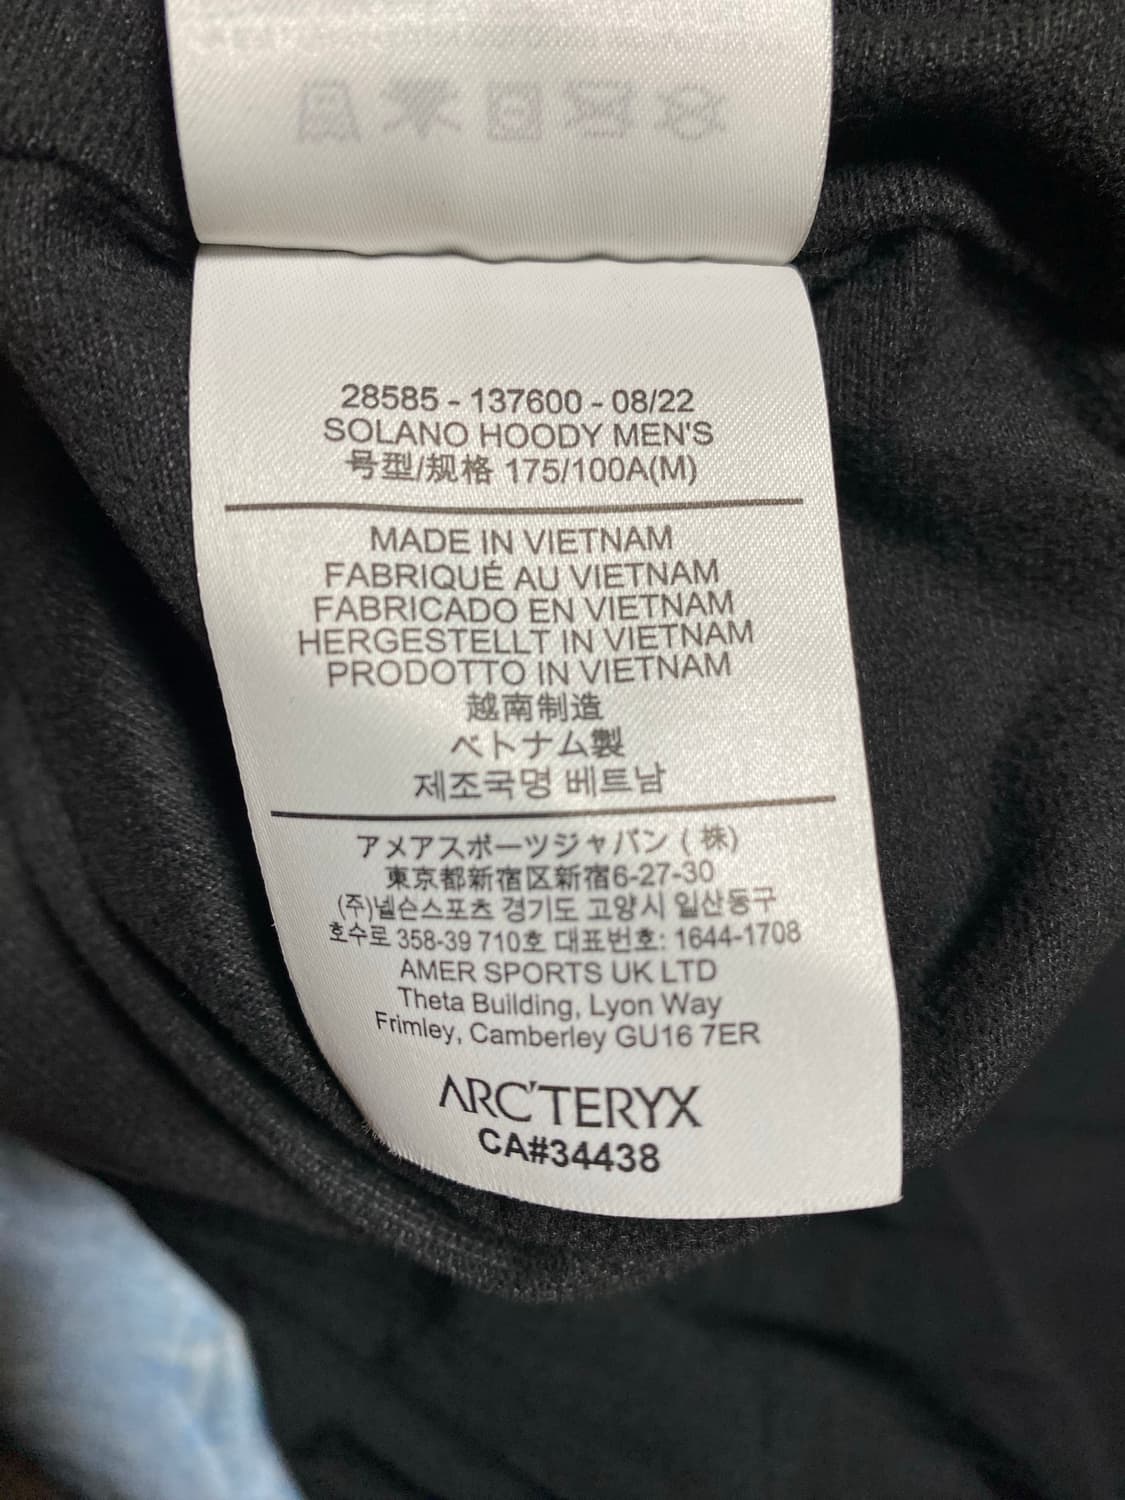 28585 - 137600 - 08/22
SOLANO HOODY MEN'S
号型/规格 175/100A(M)
MADE IN VIETNAM
FABRIQUÉ AU VIETNAM
FABRICADO EN VIETNAM
HERGESTELLT IN VIETNAM
PRODOTTO IN VIETNAM
越南制造
ベトナム製
제조국명 베트남
アメアスポーツジャパン (株)
東京都新宿区新宿6-27-30
(주)넬슨스포츠 경기도 고양시 일산동구
호수로 358-39 710호 대표번호: 1644-1708
AMER SPORTS UK LTD
Theta Building, Lyon Way
Frimley, Camberley GU16 7ER
ARC'TERYX
CA#34438